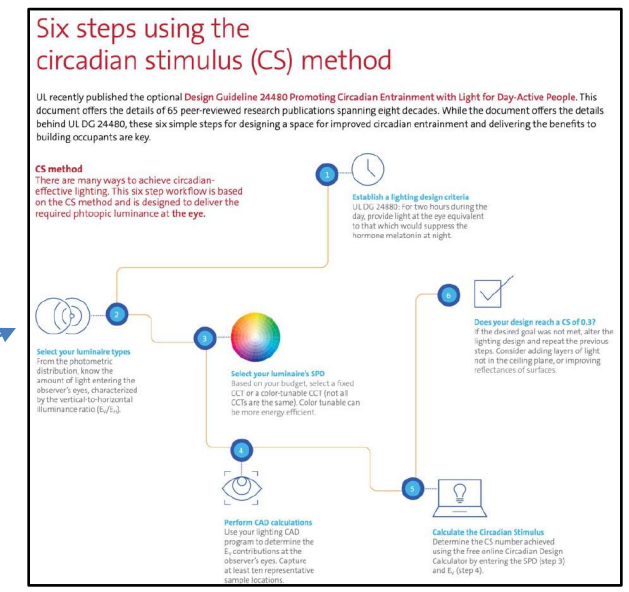 Six steps using the
circadian stimulus (CS) method
UL recently published the optional Design Guideline 24480 Promoting Circadian Entrainment with Light for Day-Active People. This
document offers the details of 65 peer-reviewed research publications spanning eight decades. While the document offers the details
behind UL DG 24480, these six simple steps for designing a space for improved circadian entrainment and delivering the benefits to
building occupants are key.
CS method
There are many ways to achieve circadian-
effective lighting. This six step workflow is based
on the CS method and is designed to deliver the
required phtoopic luminance at the eye.
1
Establish a lighting design criteria
UL DG 24880: For two hours during the
day, provide light at the eye equivalent
to that which would suppress the
hormone melatonin at night.
2
Select your luminaire types
From the photometric
distribution, know the
amount of light entering the
observer's eyes, characterized
by the vertical-to-horizontal
illuminance ratio (Ev/Eh).
3
Select your luminaire's SPD
Based on your budget, select a fixed
CCT or a color-tunable CCT (not all
CCTs are the same). Color tunable can
be more energy efficient.
4
Perform CAD calculations
Use your lighting CAD
program to determine the
Ev contributions at the
observer's eyes. Capture
at least ten representative
sample locations.
5
Calculate the Circadian Stimulus
Determine the CS number achieved
using the free online Circadian Design
Calculator by entering the SPD (step 3)
and Ev (step 4).
6
Does your design reach a CS of 0.3?
If the desired goal was not met, alter the
lighting design and repeat the previous
steps. Consider adding layers of light
not in the ceiling plane, or improving
reflectances of surfaces.